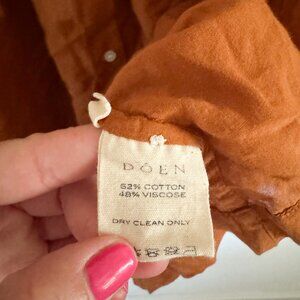 DÔEN
52% COTTON
48% VISCOSE
DRY CLEAN ONLY